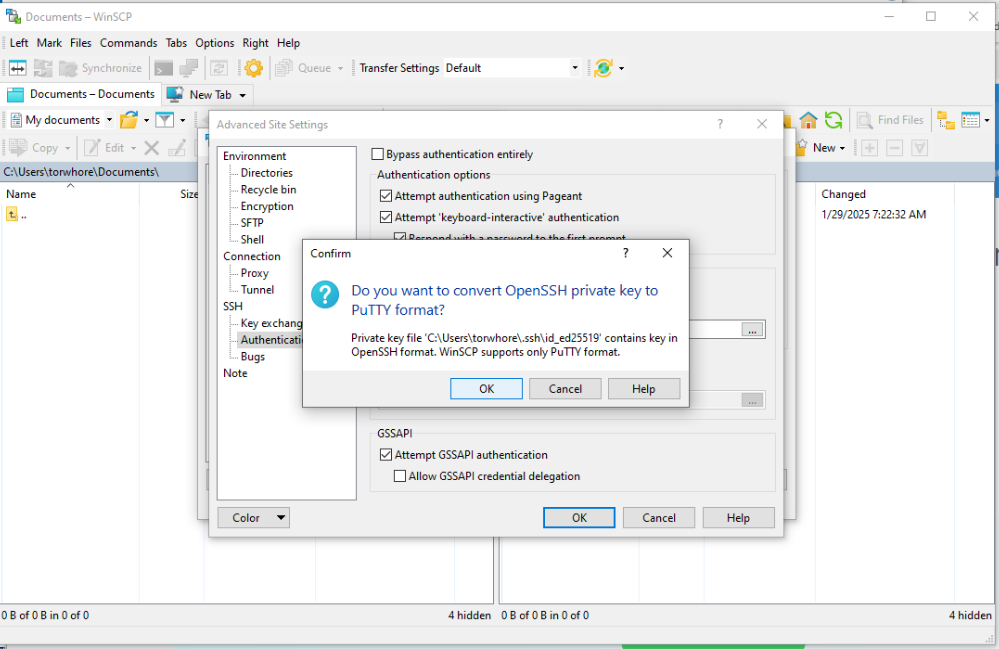 Documents – WinSCP
Left Mark Files Commands Tabs Options Right Help
Synchronize Queue Transfer Settings Default
Documents – Documents New Tab
My documents Find Files
Copy Edit New
C:\Users\torwhore\Documents\
Name Size Changed
.. 1/29/2025 7:22:32 AM
Advanced Site Settings ?
Environment
Directories
Recycle bin
Encryption
SFTP
Shell
Connection
Proxy
Tunnel
SSH
Key exchang
Authenticati
Bugs
Note
Bypass authentication entirely
Authentication options
Attempt authentication using Pageant
Attempt 'keyboard-interactive' authentication
Respond with a password to the first prompt
...
...
GSSAPI
Attempt GSSAPI authentication
Allow GSSAPI credential delegation
Color OK Cancel Help
Confirm ?
?
Do you want to convert OpenSSH private key to
PuTTY format?
Private key file 'C:\Users\torwhore\.ssh\id_ed25519' contains key in
OpenSSH format. WinSCP supports only PuTTY format.
OK Cancel Help
0 B of 0 B in 0 of 0 4 hidden 0 B of 0 B in 0 of 0 4 hidden